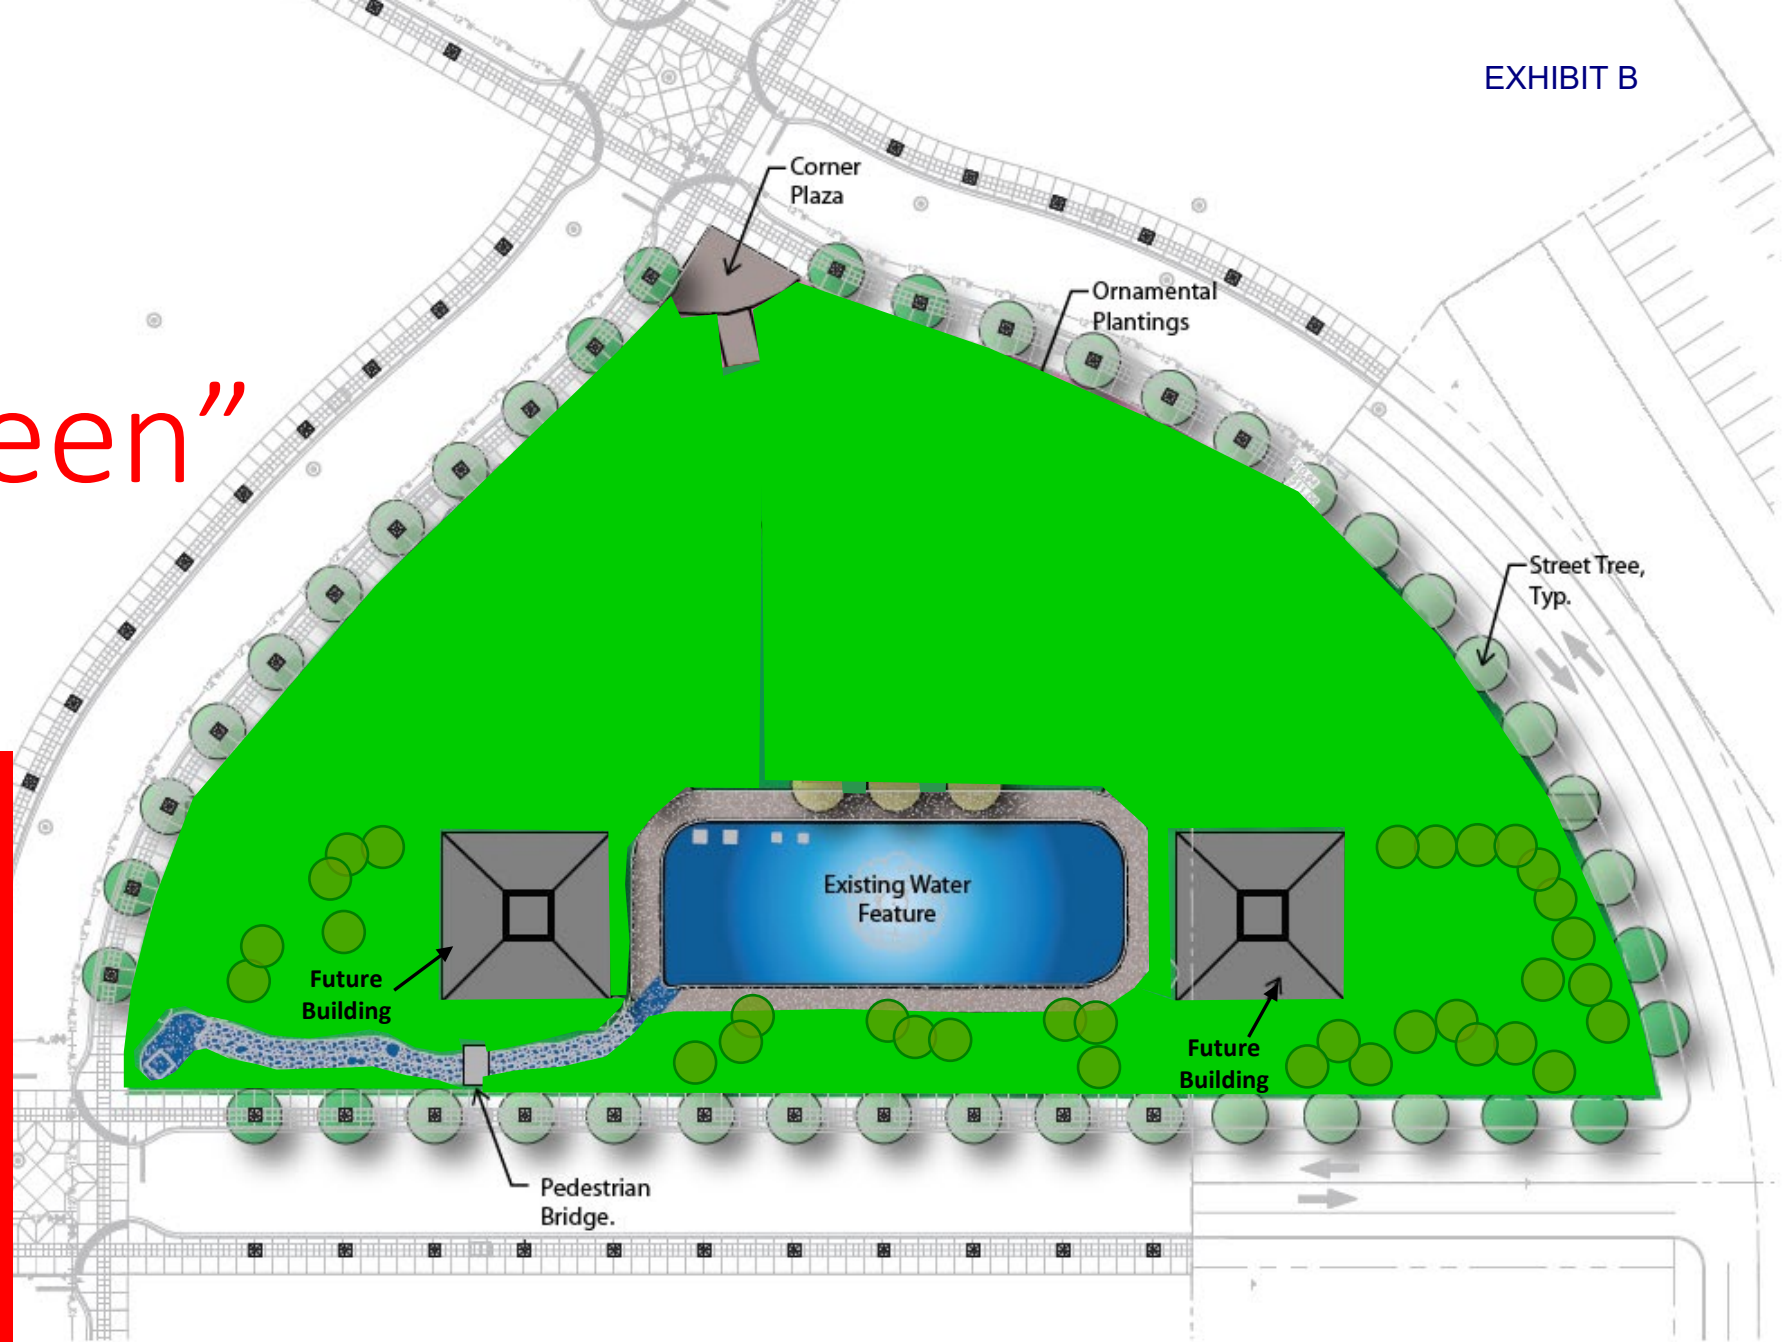 EXHIBIT B
Corner
Plaza
Ornamental
Plantings
een”
Street Tree,
Typ.
Existing Water
Feature
Future
Building
Future
Building
Pedestrian
Bridge.